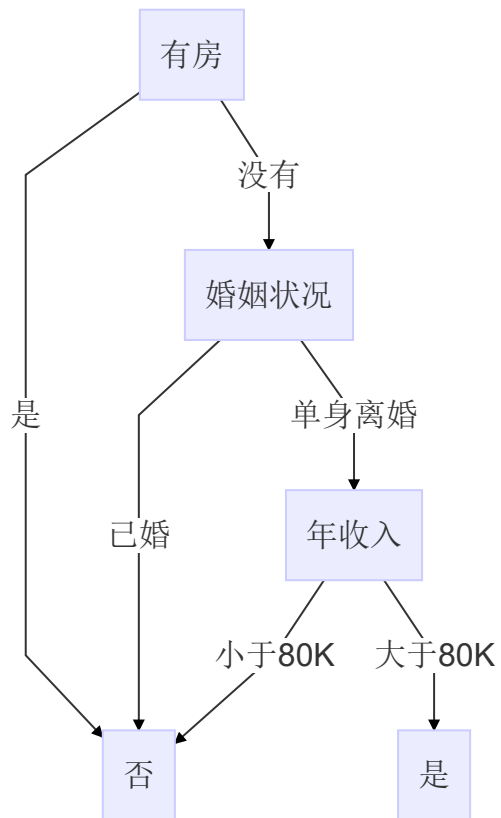 有房
没有
婚姻状况
是
单身离婚
已婚
年收入
小于80K
大于80K
否
是